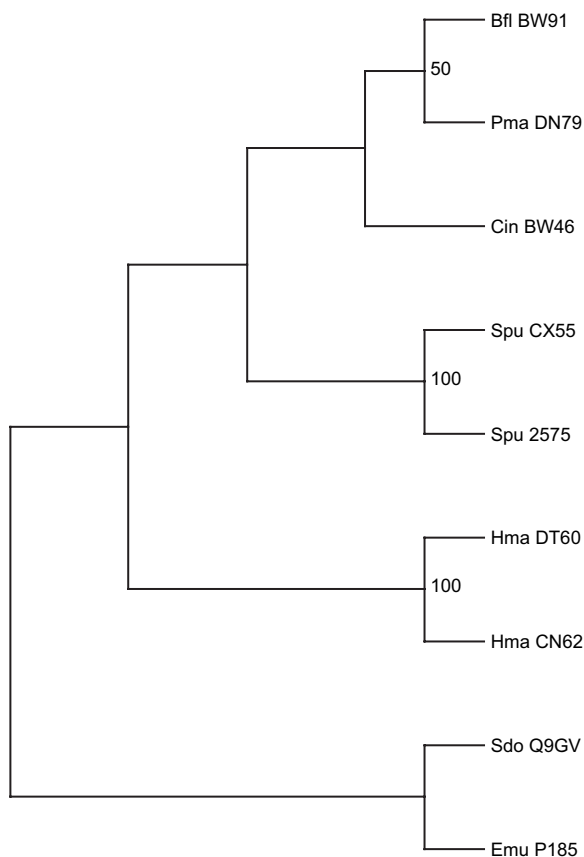 Bfl BW91
50
Pma DN79
Cin BW46
Spu CX55
100
Spu 2575
Hma DT60
100
Hma CN62
Sdo Q9GV
Emu P185